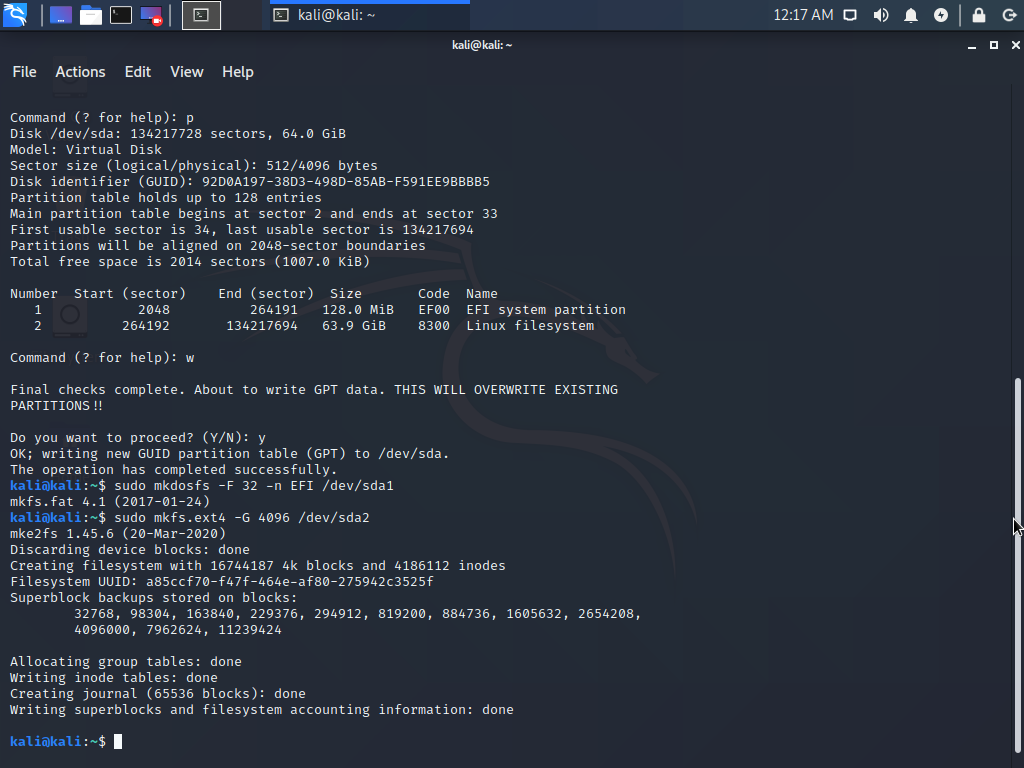 kali@kali: ~
12:17 AM
kali@kali: ~
File Actions Edit View Help
Command (? for help): p
Disk /dev/sda: 134217728 sectors, 64.0 GiB
Model: Virtual Disk
Sector size (logical/physical): 512/4096 bytes
Disk identifier (GUID): 92D0A197-38D3-498D-85AB-F591EE9BBBB5
Partition table holds up to 128 entries
Main partition table begins at sector 2 and ends at sector 33
First usable sector is 34, last usable sector is 134217694
Partitions will be aligned on 2048-sector boundaries
Total free space is 2014 sectors (1007.0 KiB)
Number  Start (sector)    End (sector)  Size       Code  Name
   1            2048          264191   128.0 MiB   EF00  EFI system partition
   2          264192       134217694   63.9 GiB    8300  Linux filesystem
Command (? for help): w
Final checks complete. About to write GPT data. THIS WILL OVERWRITE EXISTING
PARTITIONS!!
Do you want to proceed? (Y/N): y
OK; writing new GUID partition table (GPT) to /dev/sda.
The operation has completed successfully.
kali@kali:~$ sudo mkdosfs -F 32 -n EFI /dev/sda1
mkfs.fat 4.1 (2017-01-24)
kali@kali:~$ sudo mkfs.ext4 -G 4096 /dev/sda2
mke2fs 1.45.6 (20-Mar-2020)
Discarding device blocks: done
Creating filesystem with 16744187 4k blocks and 4186112 inodes
Filesystem UUID: a85ccf70-f47f-464e-af80-275942c3525f
Superblock backups stored on blocks:
        32768, 98304, 163840, 229376, 294912, 819200, 884736, 1605632, 2654208,
        4096000, 7962624, 11239424
Allocating group tables: done
Writing inode tables: done
Creating journal (65536 blocks): done
Writing superblocks and filesystem accounting information: done
kali@kali:~$